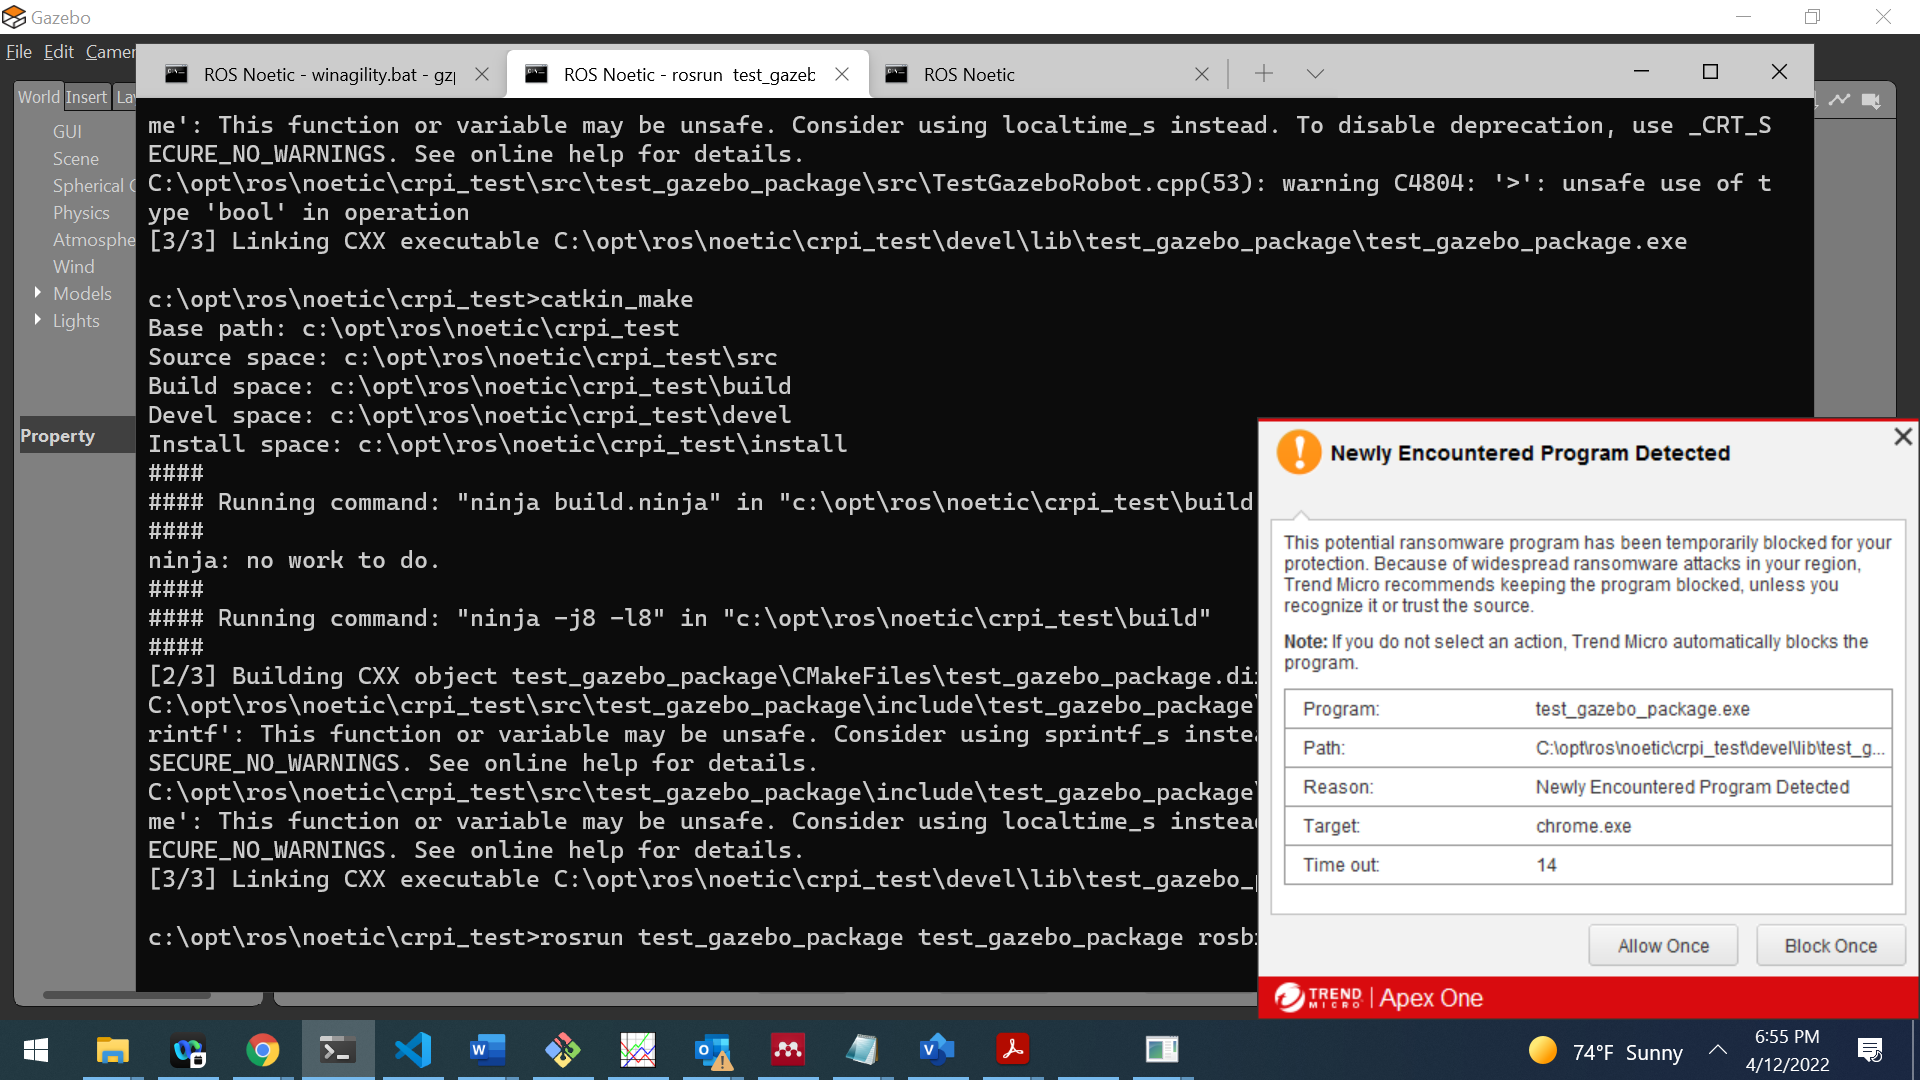 Gazebo
File Edit Camer
ROS Noetic - winagility.bat - gz
ROS Noetic - rosrun test_gazeb
ROS Noetic
World Insert La
GUI
Scene
Spherical
Physics
Atmosphe
Wind
Models
Lights
Property
me': This function or variable may be unsafe. Consider using localtime_s instead. To disable deprecation, use _CRT_S
ECURE_NO_WARNINGS. See online help for details.
C:\opt\ros\noetic\crpi_test\src\test_gazebo_package\src\TestGazeboRobot.cpp(53): warning C4804: '>': unsafe use of t
ype 'bool' in operation
[3/3] Linking CXX executable C:\opt\ros\noetic\crpi_test\devel\lib\test_gazebo_package\test_gazebo_package.exe
c:\opt\ros\noetic\crpi_test>catkin_make
Base path: c:\opt\ros\noetic\crpi_test
Source space: c:\opt\ros\noetic\crpi_test\src
Build space: c:\opt\ros\noetic\crpi_test\build
Devel space: c:\opt\ros\noetic\crpi_test\devel
Install space: c:\opt\ros\noetic\crpi_test\install
####
#### Running command: "ninja build.ninja" in "c:\opt\ros\noetic\crpi_test\build
####
ninja: no work to do.
####
#### Running command: "ninja -j8 -l8" in "c:\opt\ros\noetic\crpi_test\build"
####
[2/3] Building CXX object test_gazebo_package\CMakeFiles\test_gazebo_package.di
C:\opt\ros\noetic\crpi_test\src\test_gazebo_package\include\test_gazebo_package
rintf': This function or variable may be unsafe. Consider using sprintf_s inste
SECURE_NO_WARNINGS. See online help for details.
C:\opt\ros\noetic\crpi_test\src\test_gazebo_package\include\test_gazebo_package
me': This function or variable may be unsafe. Consider using localtime_s instea
ECURE_NO_WARNINGS. See online help for details.
[3/3] Linking CXX executable C:\opt\ros\noetic\crpi_test\devel\lib\test_gazebo_
c:\opt\ros\noetic\crpi_test>rosrun test_gazebo_package test_gazebo_package rosb
Newly Encountered Program Detected
This potential ransomware program has been temporarily blocked for your
protection. Because of widespread ransomware attacks in your region,
Trend Micro recommends keeping the program blocked, unless you
recognize it or trust the source.
Note: If you do not select an action, Trend Micro automatically blocks the
program.
Program: test_gazebo_package.exe
Path: C:\opt\ros\noetic\crpi_test\devel\lib\test_g...
Reason: Newly Encountered Program Detected
Target: chrome.exe
Time out: 14
Allow Once
Block Once
TREND MICRO | Apex One
74°F Sunny
6:55 PM
4/12/2022